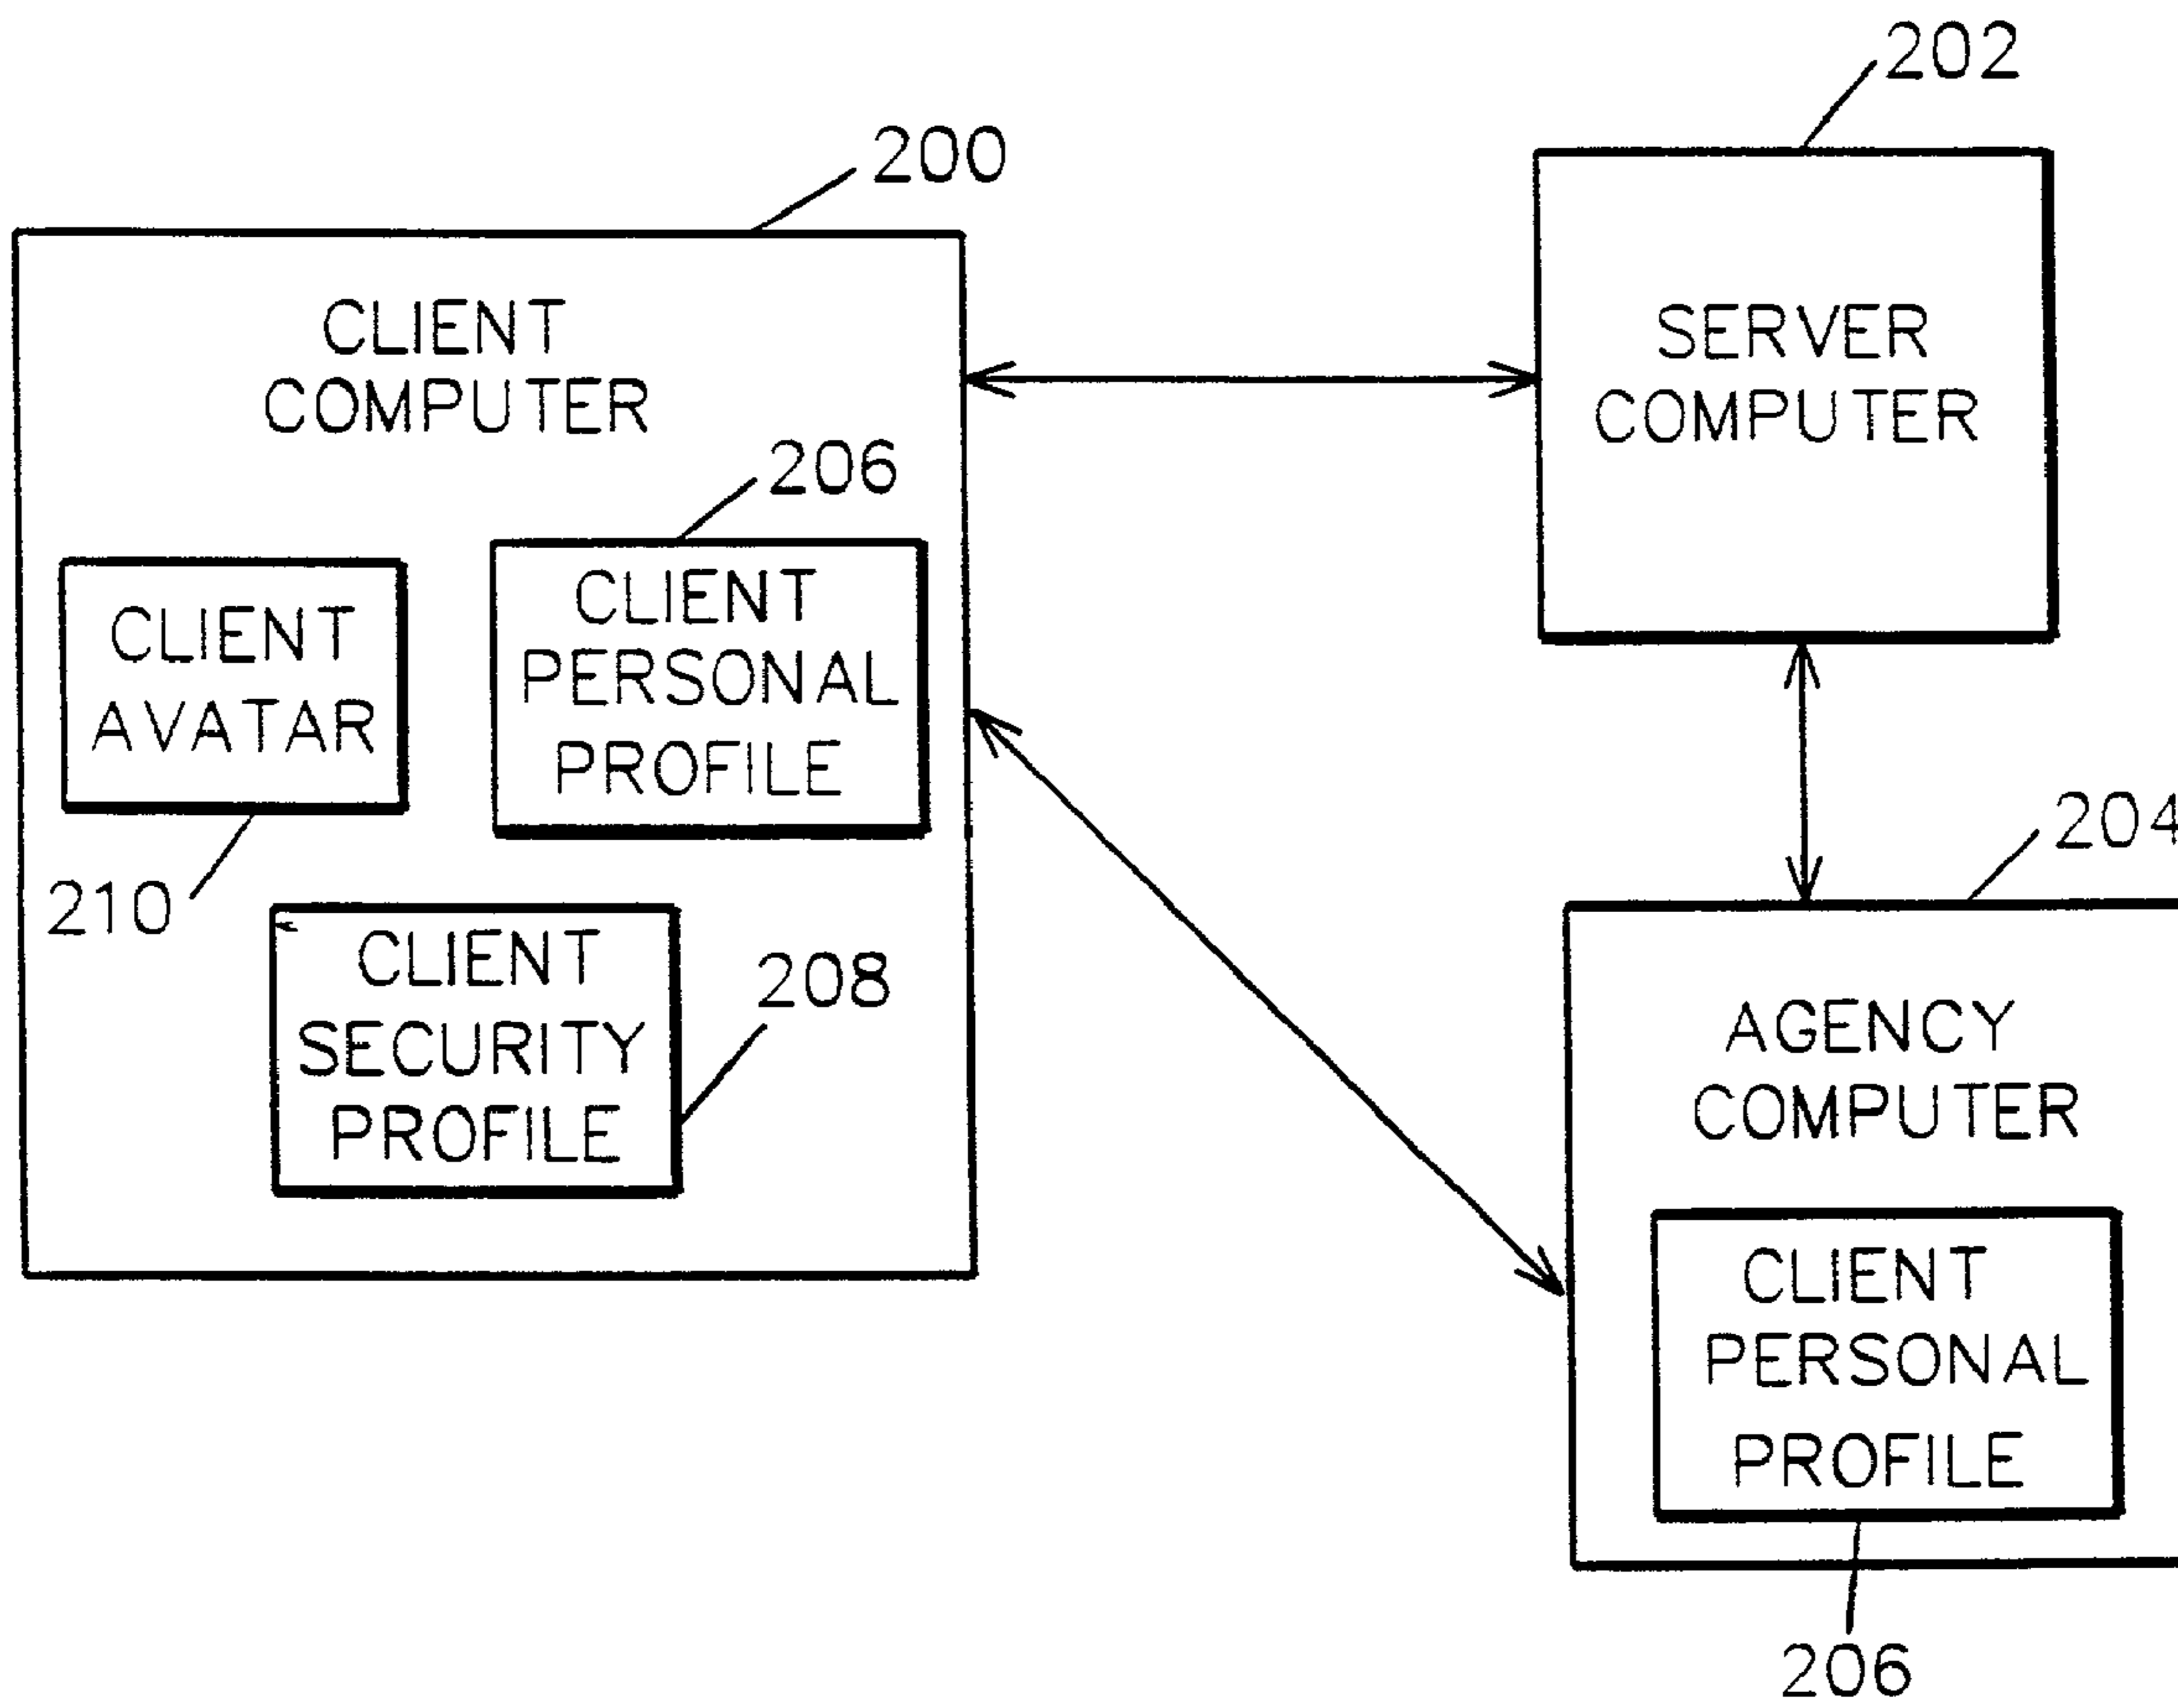 202
200
CLIENT
COMPUTER
SERVER
COMPUTER
206
CLIENT
AVATAR
CLIENT
PERSONAL
PROFILE
210
204
CLIENT
SECURITY
PROFILE
208
AGENCY
COMPUTER
CLIENT
PERSONAL
PROFILE
206